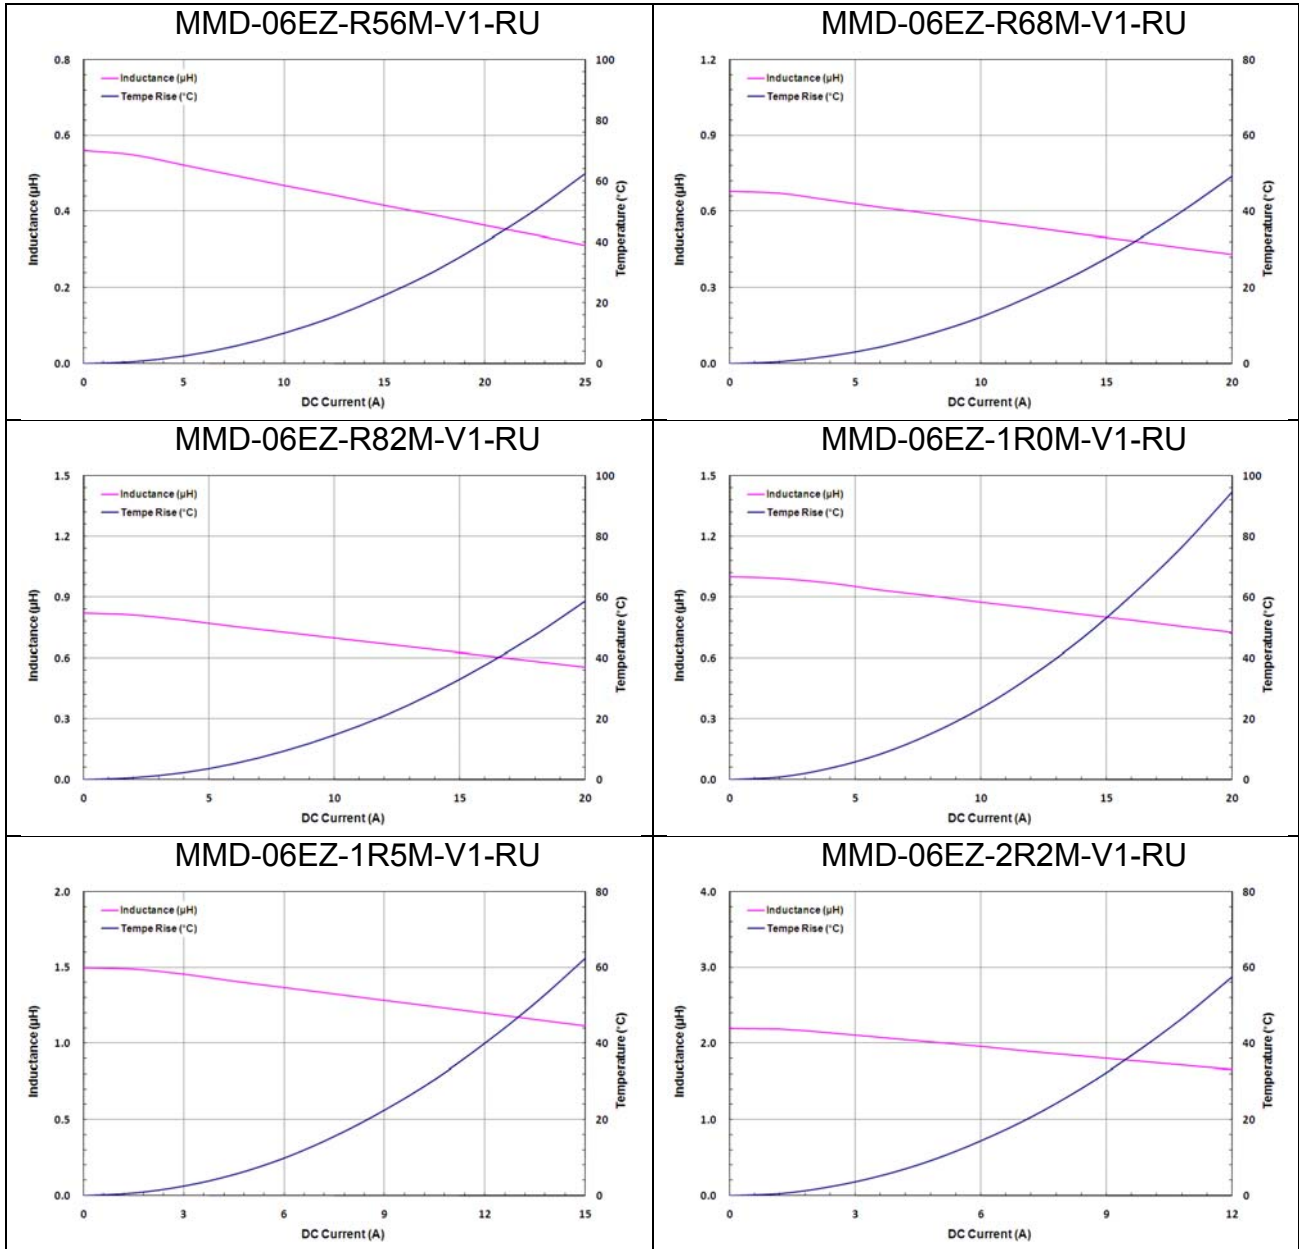 MMD-06EZ-R56M-V1-RU
0.8
0.6
0.4
0.2
0.0
Inductance (µH)
Inductance (µH)
Tempe Rise (°C)
100
80
60
40
20
0
Temperature (°C)
0 5 10 15 20 25
DC Current (A)
MMD-06EZ-R68M-V1-RU
1.2
0.9
0.6
0.3
0.0
Inductance (µH)
Inductance (µH)
Tempe Rise (°C)
80
60
40
20
0
Temperature (°C)
0 5 10 15 20
DC Current (A)
MMD-06EZ-R82M-V1-RU
1.5
1.2
0.9
0.6
0.3
0.0
Inductance (µH)
Inductance (µH)
Tempe Rise (°C)
100
80
60
40
20
0
Temperature (°C)
0 5 10 15 20
DC Current (A)
MMD-06EZ-1R0M-V1-RU
1.5
1.2
0.9
0.6
0.3
0.0
Inductance (µH)
Inductance (µH)
Tempe Rise (°C)
100
80
60
40
20
0
Temperature (°C)
0 5 10 15 20
DC Current (A)
MMD-06EZ-1R5M-V1-RU
2.0
1.5
1.0
0.5
0.0
Inductance (µH)
Inductance (µH)
Tempe Rise (°C)
80
60
40
20
0
Temperature (°C)
0 3 6 9 12 15
DC Current (A)
MMD-06EZ-2R2M-V1-RU
4.0
3.0
2.0
1.0
0.0
Inductance (µH)
Inductance (µH)
Tempe Rise (°C)
80
60
40
20
0
Temperature (°C)
0 3 6 9 12
DC Current (A)